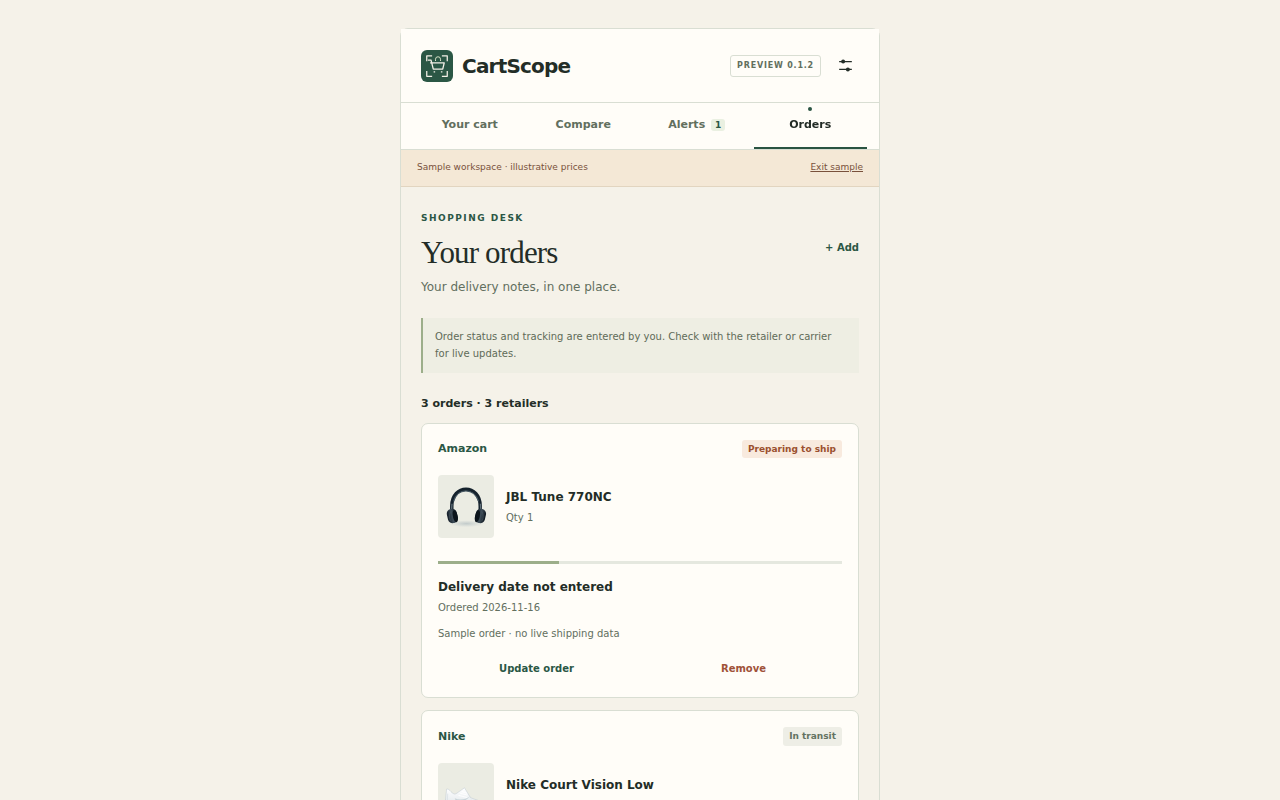 CartScope
PREVIEW 0.1.2
Your cart
Compare
Alerts 1
Orders
Sample workspace · illustrative prices
Exit sample
SHOPPING DESK
Your orders
+ Add
Your delivery notes, in one place.
Order status and tracking are entered by you. Check with the retailer or carrier
for live updates.
3 orders · 3 retailers
Amazon
Preparing to ship
JBL Tune 770NC
Qty 1
Delivery date not entered
Ordered 2026-11-16
Sample order · no live shipping data
Update order
Remove
Nike
In transit
Nike Court Vision Low